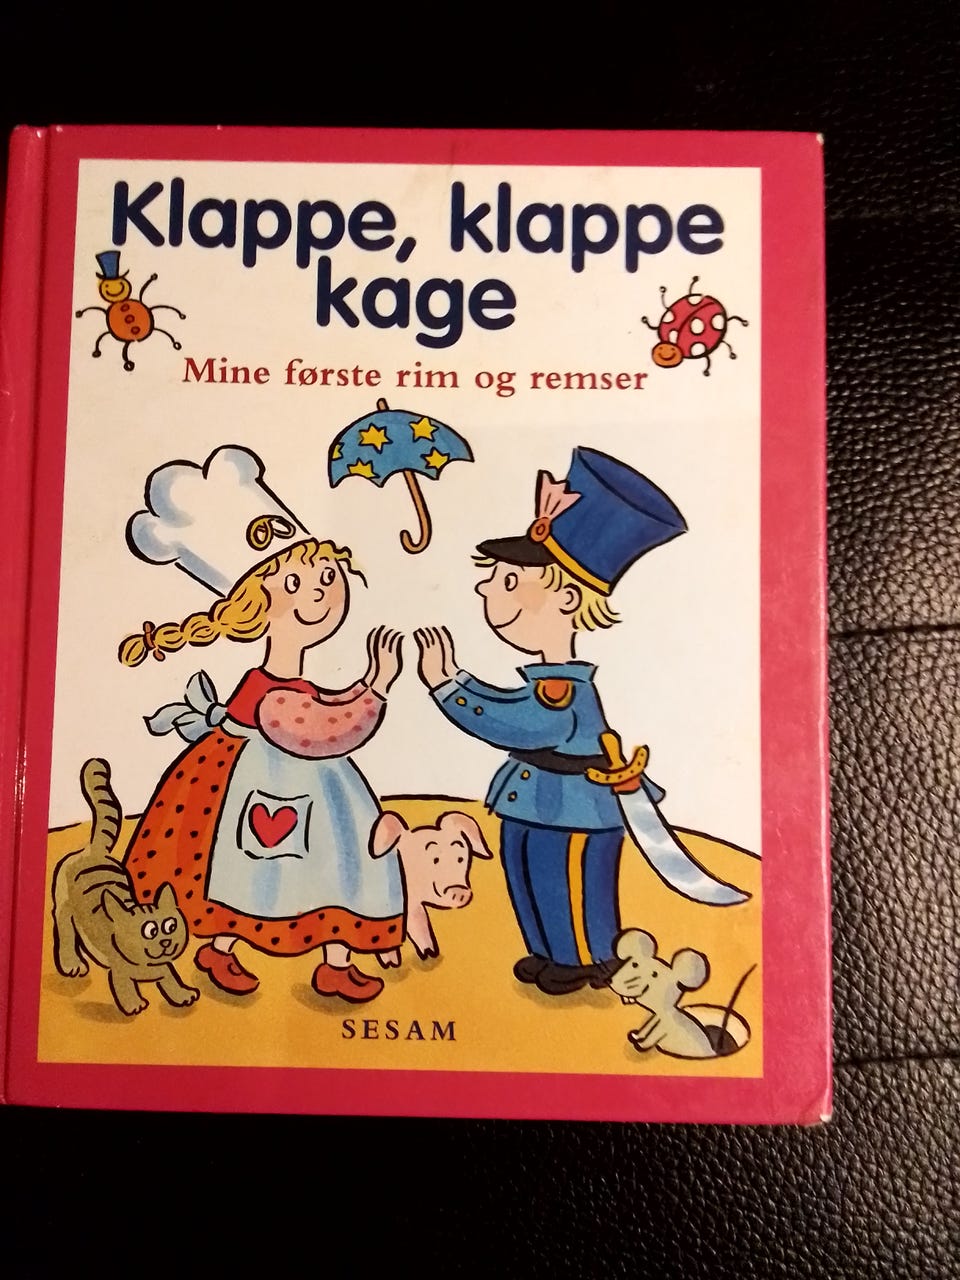 Klappe, klappe
kage
Mine første rim og remser
SESAM